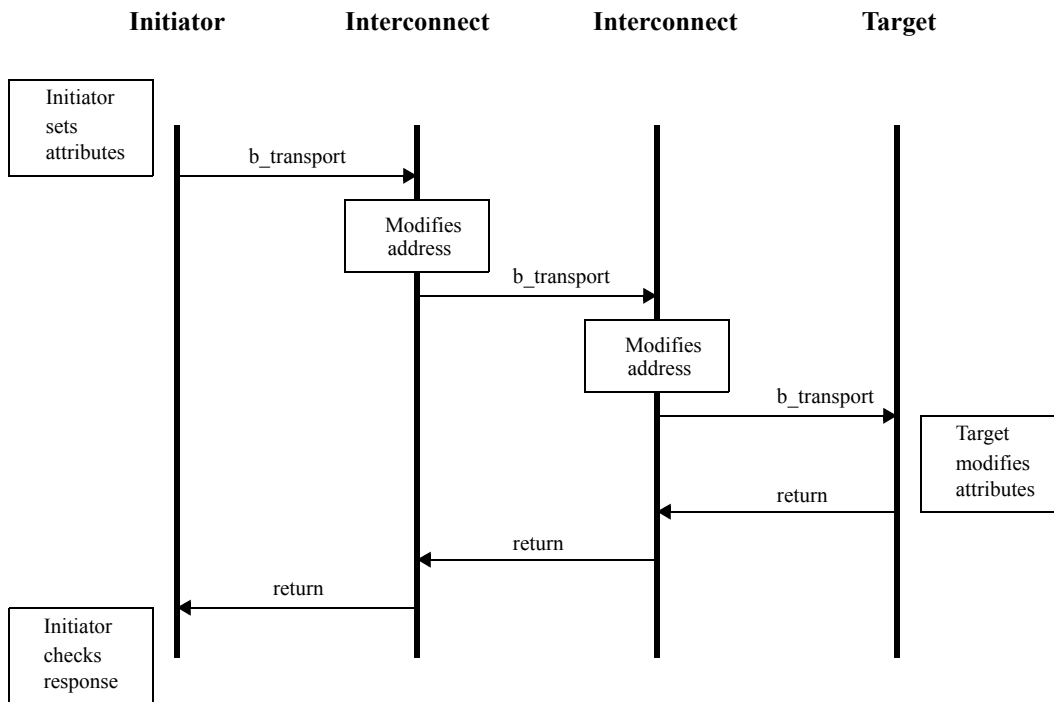 Initiator Interconnect Interconnect Target
Initiator
sets
attributes
b_transport
Modifies
address
b_transport
Modifies
address
b_transport
Target
modifies
attributes
return
return
return
Initiator
checks
response